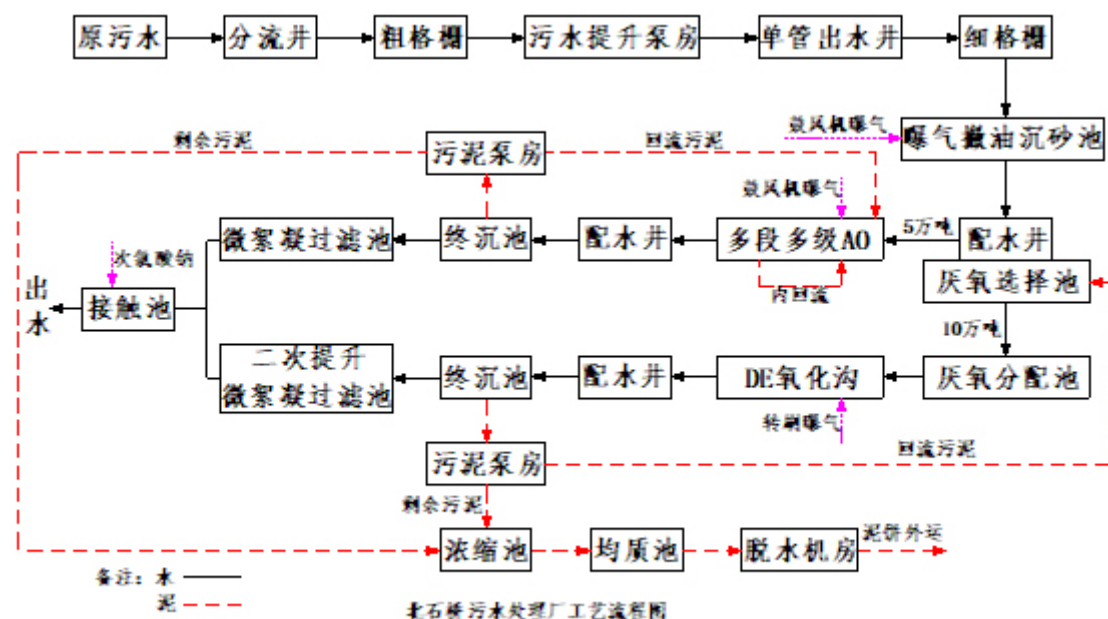 原污水
分流井
粗格栅
污水提升泵房
单管出水井
细格栅
鼓风机曝气
曝气撇油沉砂池
剩余污泥
污泥泵房
回流污泥
鼓风机曝气
微絮凝过滤池
终沉池
配水井
多段多级AO
5万吨
配水井
厌氧选择池
内回流
次氯酸钠
出水
接触池
10万吨
二次提升
微絮凝过滤池
终沉池
配水井
DE氧化沟
厌氧分配池
转刷曝气
污泥泵房
回流污泥
剩余污泥
浓缩池
均质池
脱水机房
泥饼外运
备注：水
泥
北石桥污水处理厂工艺流程图